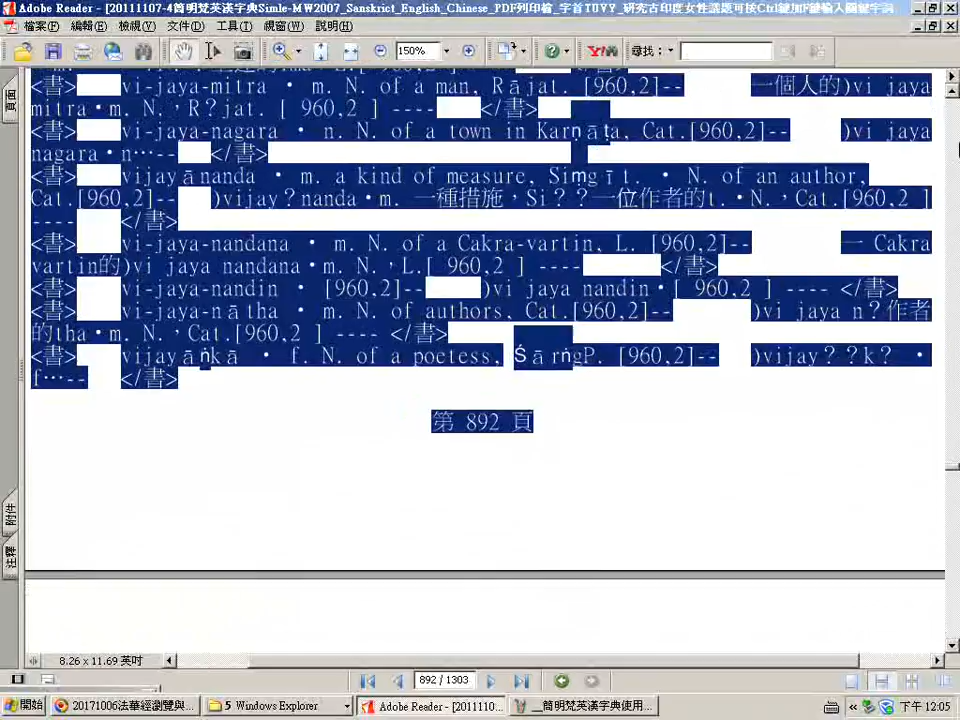 Adobe Reader - [20111107-4簡明梵英漢字典Simle-MW2007_Sanskrict_English_Chinese_PDF列印檔_字首TUVY_研究古印度女性議題可按Ctrl鍵加F鍵輸入關鍵字詞
檔案(F) 編輯(E) 檢視(V) 文件(D) 工具(T) 視窗(W) 說明(H)
150% 尋找：
頁面
<書> vi-jaya-mitra • m. N. of a man, Rājat. [960,2]-- 一個人的)vi jaya
mitra•m. N.，R?jat. [ 960,2 ] ---- </書>
<書> vi-jaya-nagara • n. N. of a town in Karṇāṭa, Cat.[960,2]-- )vi jaya
nagara•n…-- </書>
<書> vijayānanda • m. a kind of measure, Siṃgīt. • N. of an author,
Cat.[960,2]-- )vijay？nanda•m. 一種措施，Si？？一位作者的t.•N.，Cat.[960,2 ]
---- </書>
<書> vi-jaya-nandana • m. N. of a Cakra-vartin, L. [960,2]-- 一 Cakra
vartin的)vi jaya nandana•m. N.，L.[ 960,2 ] ---- </書>
<書> vi-jaya-nandin • [960,2]-- )vi jaya nandin•[ 960,2 ] ---- </書>
<書> vi-jaya-nātha • m. N. of authors, Cat.[960,2]-- )vi jaya n？作者
的tha•m. N.，Cat.[960,2 ] ---- </書>
<書> vijayāṅkā • f. N. of a poetess, ŚārṅgP. [960,2]-- )vijay？？k？ •
f…-- </書>
第 892 頁
附件
注釋
8.26 x 11.69 英吋
892 / 1303
開始 20171006法華經瀏覽與... 5 Windows Explorer Adobe Reader - [2011110... __簡明梵英漢字典使用... 下午 12:05